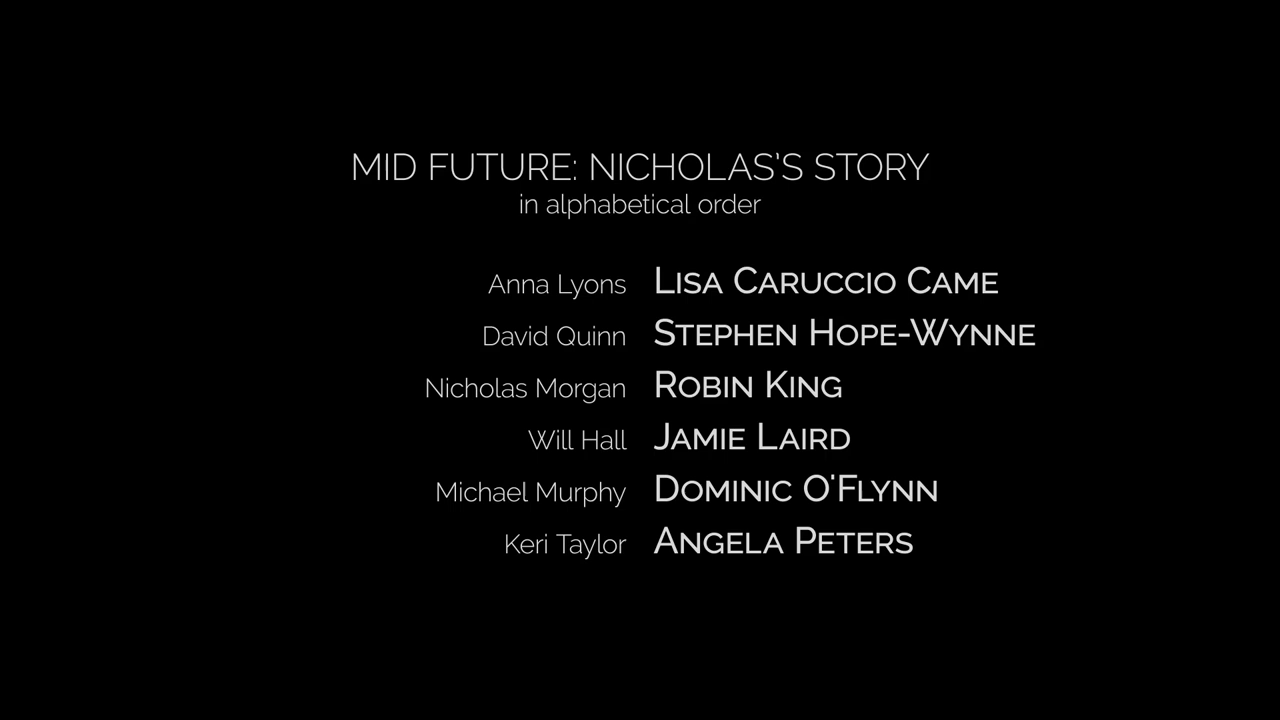 MID FUTURE: NICHOLAS'S STORY
in alphabetical order
Anna Lyons LISA CARUCCIO CAME
David Quinn STEPHEN HOPE-WYNNE
Nicholas Morgan ROBIN KING
Will Hall JAMIE LAIRD
Michael Murphy DOMINIC O'FLYNN
Keri Taylor ANGELA PETERS